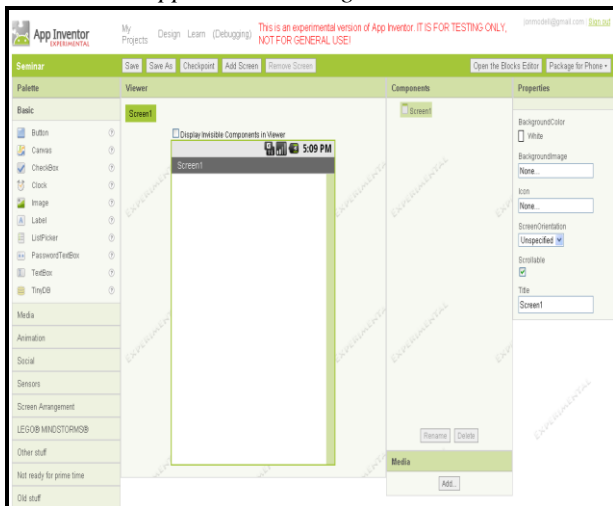 App Inventor
EXPERIMENTAL
My Projects Design Learn (Debugging)
This is an experimental version of App Inventor. IT IS FOR TESTING ONLY,
NOT FOR GENERAL USE!
Sign out
Seminar
Save Save As Checkpoint Add Screen Remove Screen
Open the Blocks Editor Package for Phone
Palette
Viewer
Components
Properties
Basic
Button
Canvas
CheckBox
Clock
Image
Label
ListPicker
PasswordTextBox
TextBox
TinyDB
Media
Animation
Social
Sensors
Screen Arrangement
LEGO® MINDSTORMS®
Other stuff
Not ready for prime time
Old stuff
Screen1
Display Invisible Components in Viewer
5:09 PM
Screen1
Screen1
Rename Delete
Media
Add...
BackgroundColor
White
BackgroundImage
None...
Icon
None...
ScreenOrientation
Unspecified
Scrollable
Title
Screen1
EXPERIMENTAL
EXPERIMENTAL
EXPERIMENTAL
EXPERIMENTAL
EXPERIMENTAL